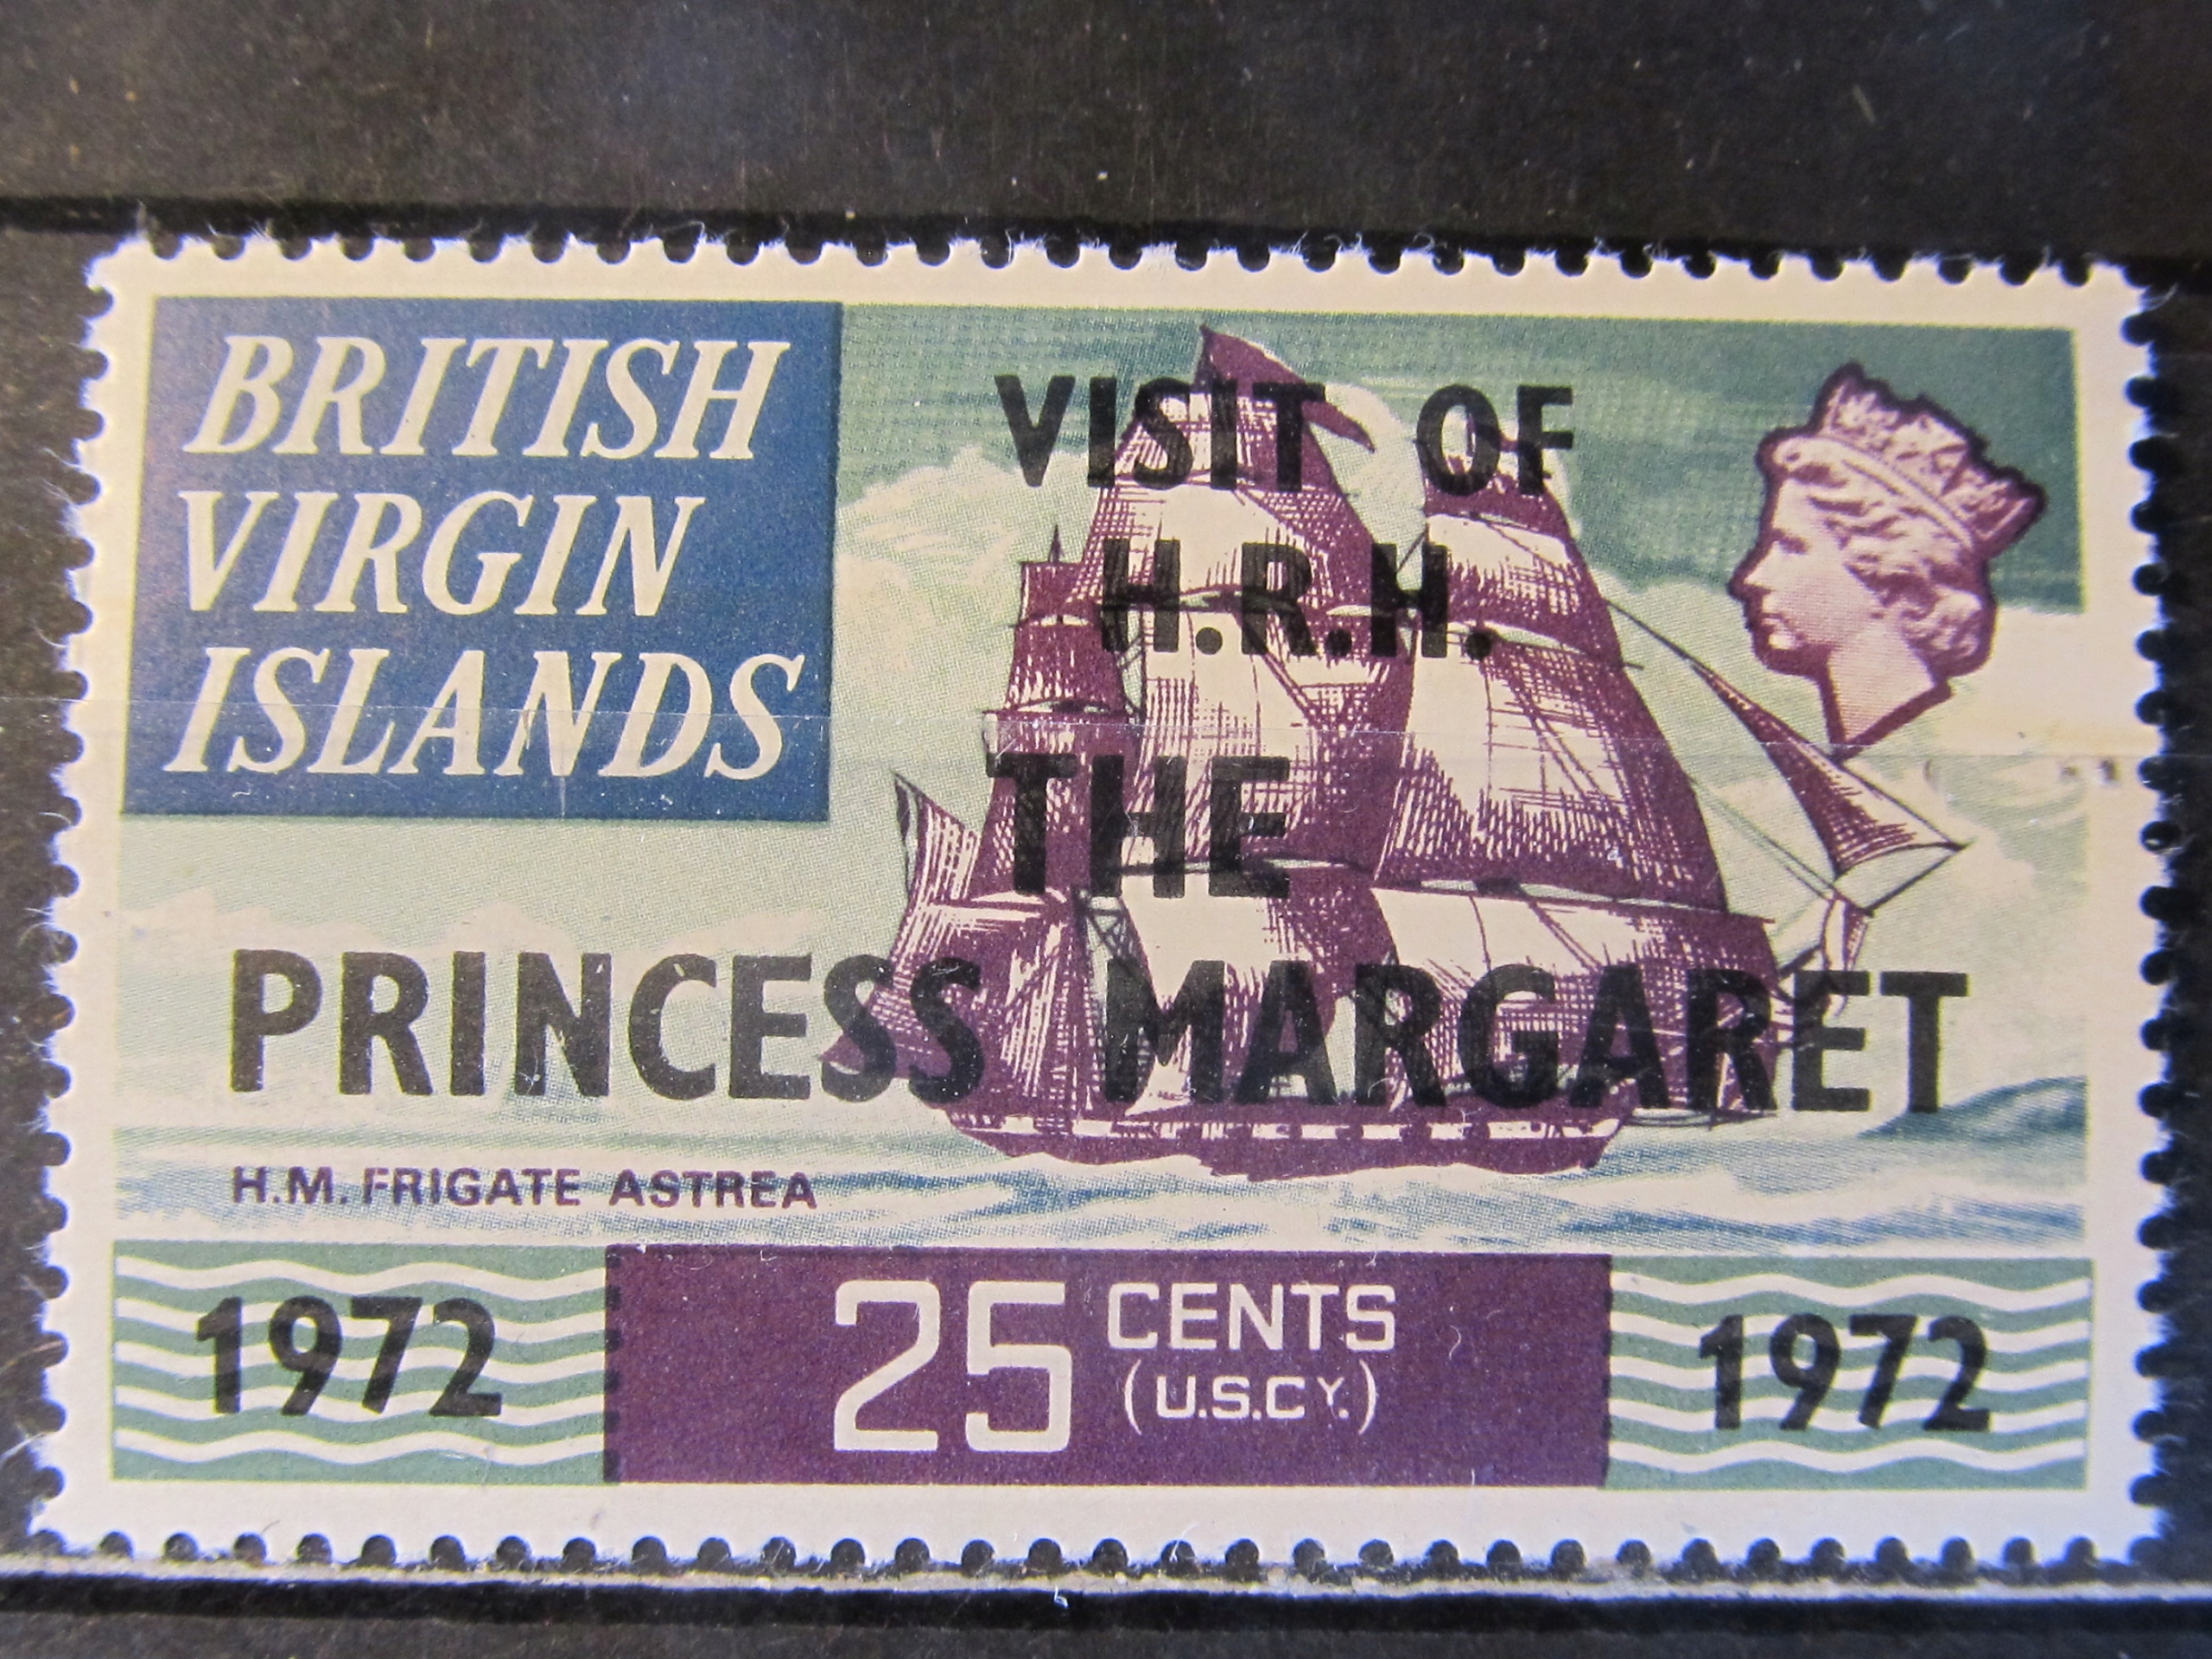 BRITISH
VIRGIN
ISLANDS
VISIT OF
H.R.H.
THE
PRINCESS MARGARET
H.M. FRIGATE ASTREA
1972 25 CENTS 1972
(U.S.CY.)